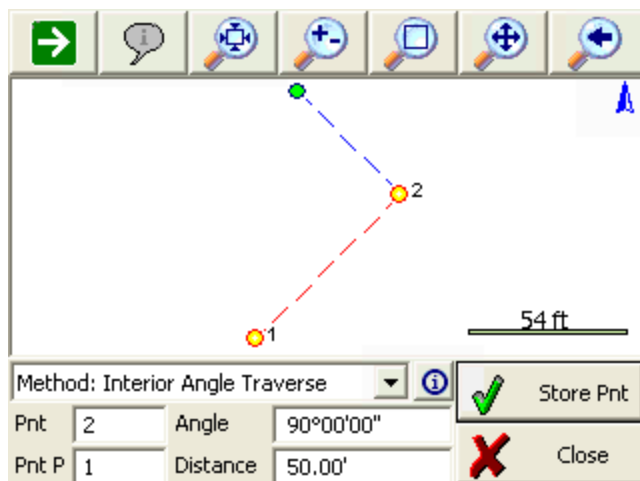 2
1
54 ft
Method: Interior Angle Traverse
Store Pnt
Pnt 2 Angle 90°00'00"
Pnt P 1 Distance 50.00'
Close